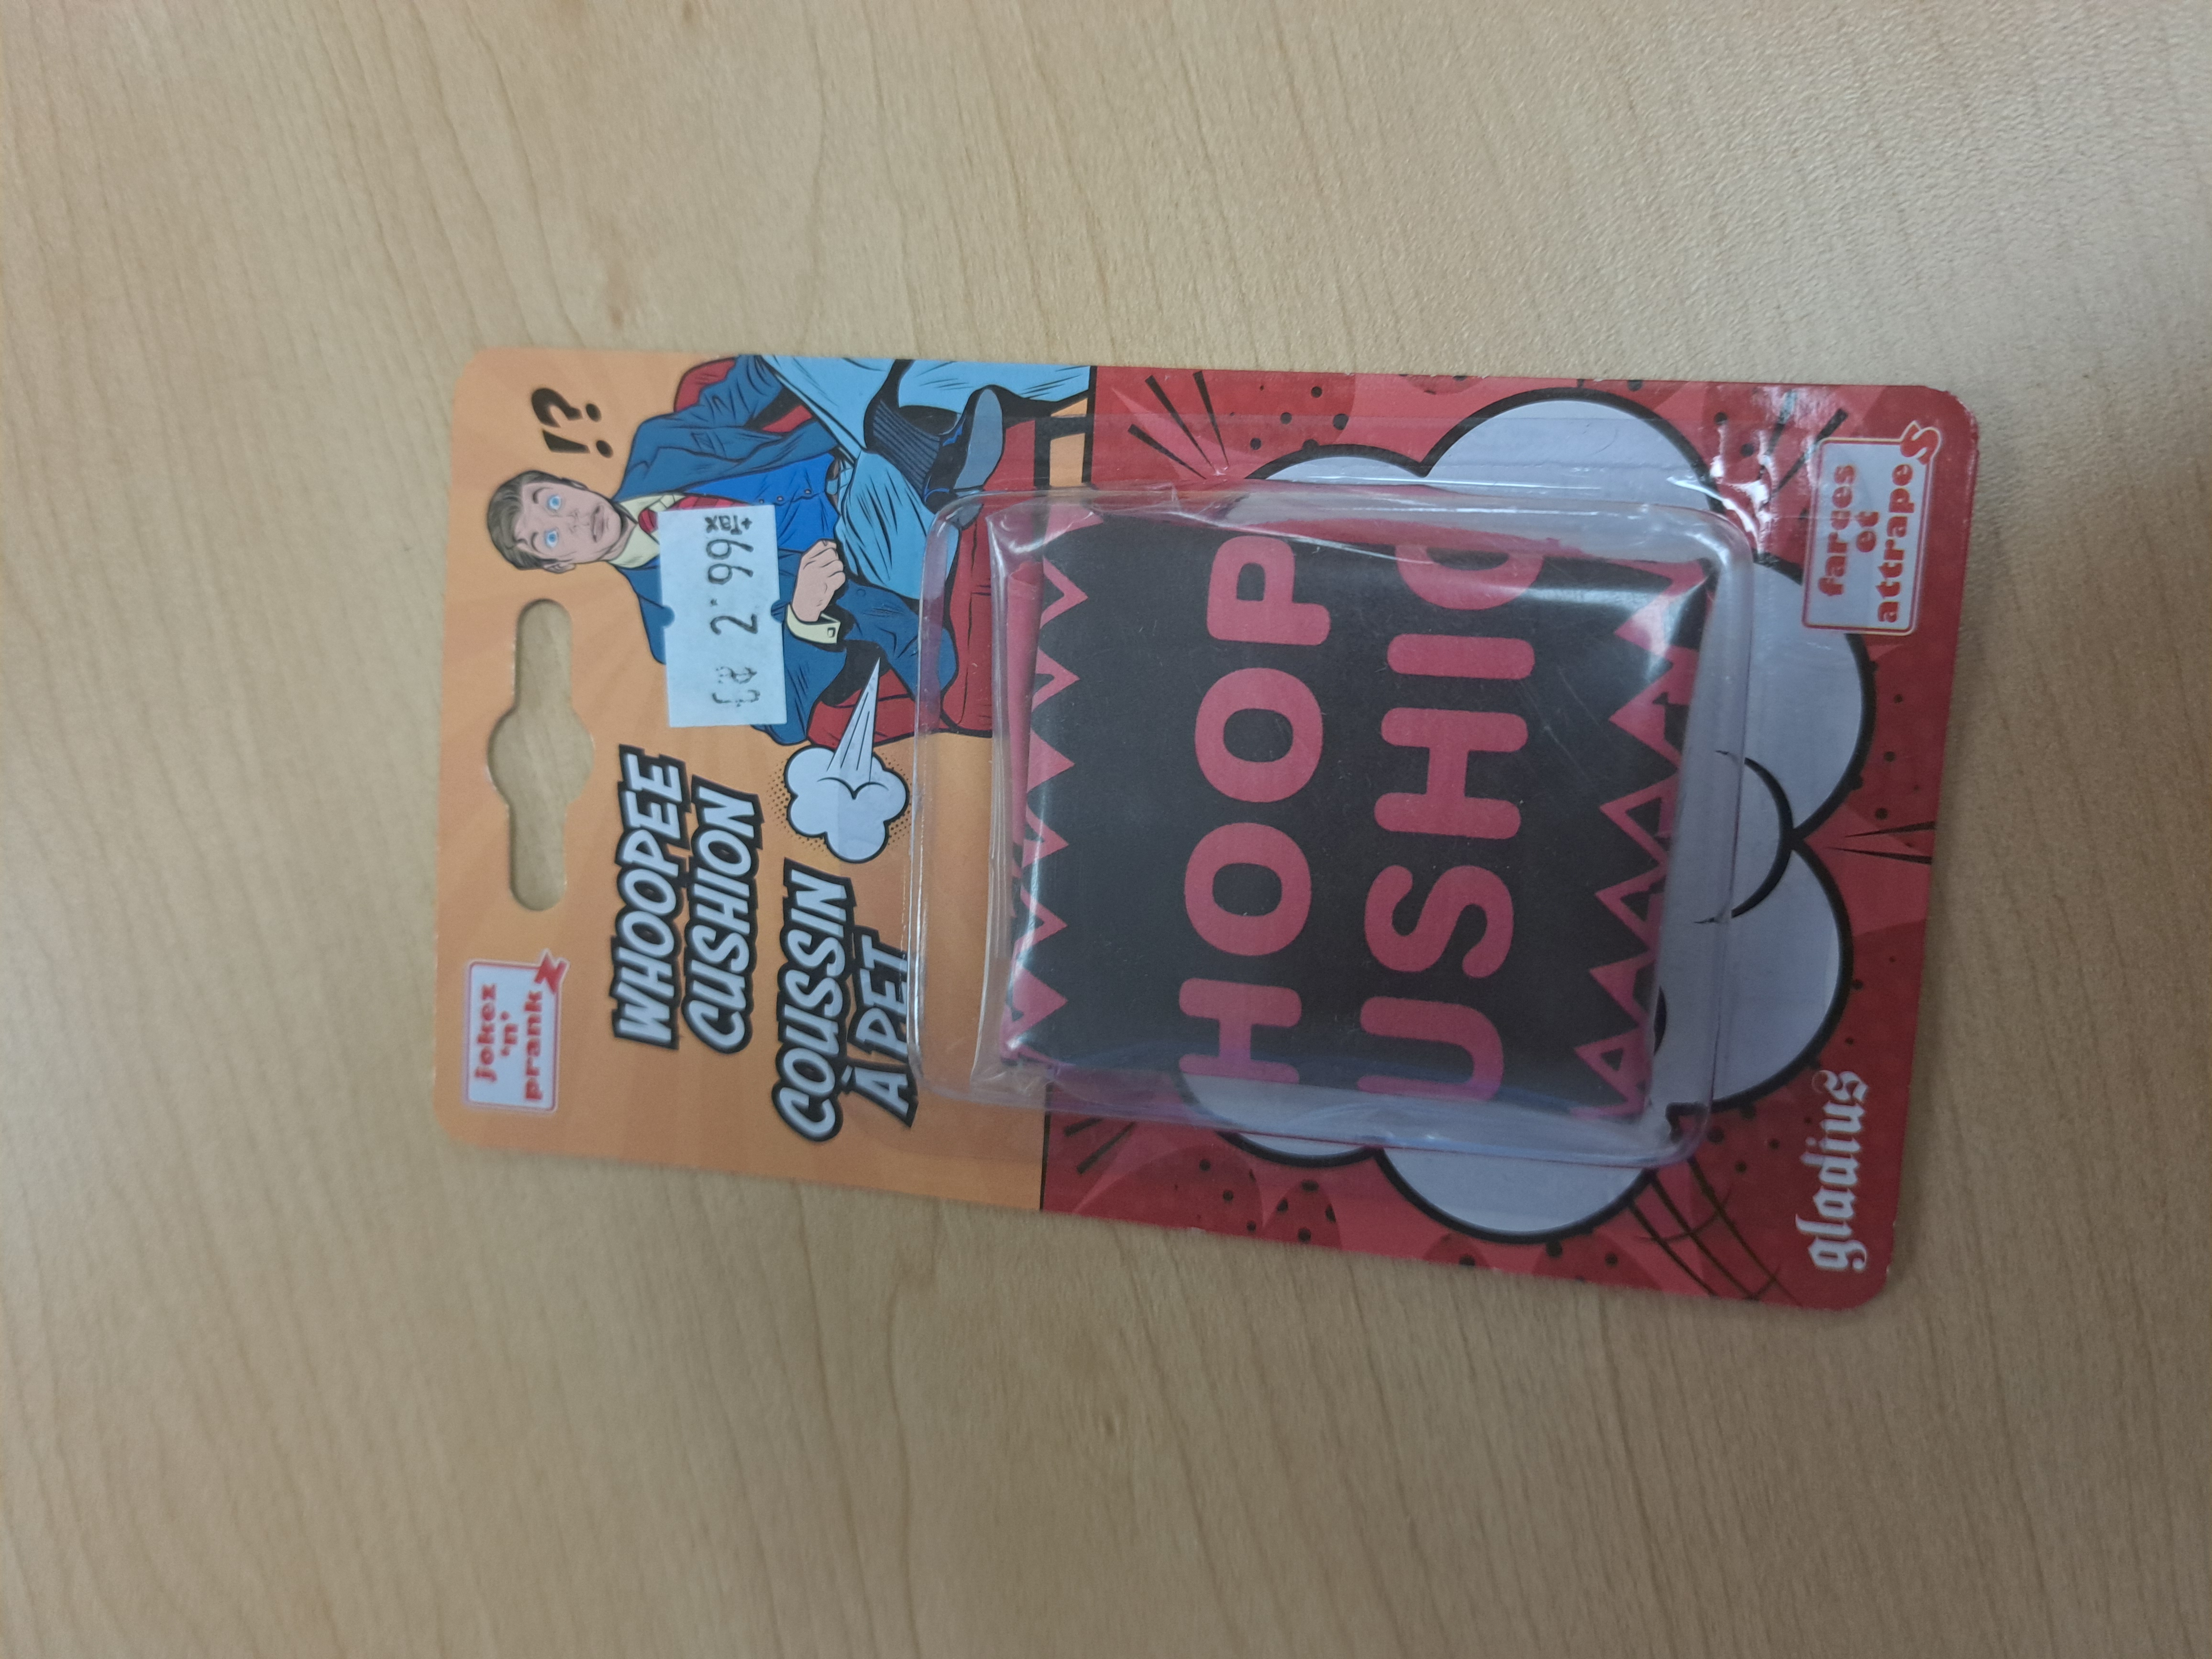 jokez
'n'
prankz
!?
WHOOPEE
CUSHION
COUSSIN
À PET
2.99
+Tax
HOOP
USHIO
gladius
farces
et
attrapes